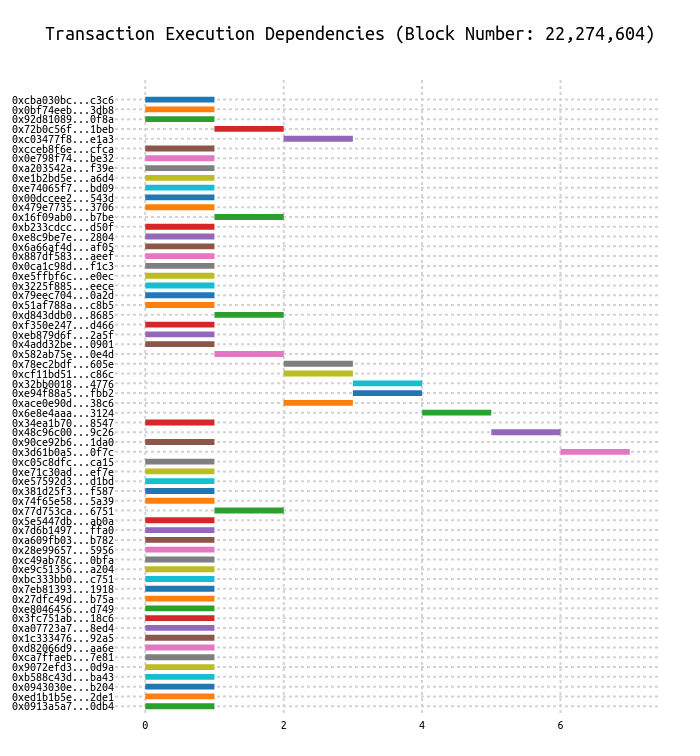 Transaction Execution Dependencies (Block Number: 22,274,604)
0xcba030bc...c3c6
0x0bf74eeb...3db8
0x92d81089...0f8a
0x72b0c56f...1beb
0xc03477f8...e1a3
0xcceb8f6e...cfca
0x0e798f74...be32
0xa203542a...f39e
0xe1b2bd5e...a6d4
0xe74065f7...bd09
0x00dccee2...543d
0x479e7735...3706
0x16f09ab0...b7be
0xb233cdcc...d50f
0xe8c9be7e...2804
0x6a66af4d...af05
0x887df583...aeef
0x0ca1c98d...f1c3
0xe5ffbf6c...e0ec
0x3225f885...eece
0x79eec704...0a2d
0x51af788a...c8b5
0xd843ddb0...8685
0xf350e247...d466
0xeb879d6f...2a5f
0x4add32be...0901
0x582ab75e...0e4d
0x78ec2bdf...605e
0xcf11bd51...c86c
0x32bb0018...4776
0xe94f88a5...fbb2
0xace0e90d...38c6
0x6e8e4aaa...3124
0x34ea1b70...8547
0x48c96c00...9c26
0x90ce92b6...1da0
0x3d61b0a5...0f7c
0xc05c8dfc...ca15
0xe71c30ad...ef7e
0xe57592d3...d1bd
0x381d25f3...f587
0x74f65e58...5a39
0x77d753ca...6751
0x5e5447db...ab0a
0x7d6b1497...ffa0
0xa609fb03...b782
0x28e99657...5956
0xc49ab78c...0bfa
0xe9c51356...a204
0xbc333bb0...c751
0x7eb81393...1918
0x27dfc49d...b75a
0xe8046456...d749
0x3fc751ab...18c6
0xa07723a7...8ed4
0x1c333476...92a5
0xd82066d9...aa6e
0xca7ffaeb...7e81
0x9072efd3...0d9a
0xb588c43d...ba43
0x0943030e...b204
0xed1b1b5e...2de1
0x0913a5a7...0db4
0 2 4 6